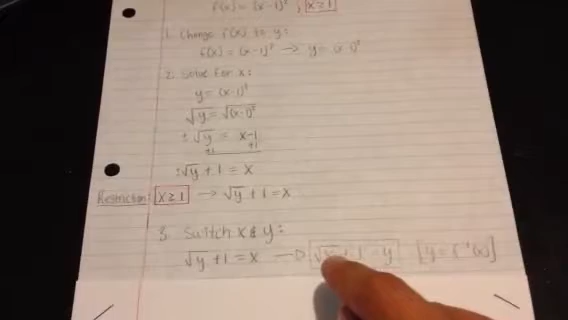 f(x) = (x-1)² ; x ≥ 1
1. Change f(x) to y:
f(x) = (x-1)² → y = (x-1)²
2. Solve for x:
y = (x-1)²
√y = √(x-1)²
± √y = x-1
+1 +1
± √y + 1 = x
Restriction: x ≥ 1 → √y + 1 = x
3. Switch x & y:
√y + 1 = x → √x + 1 = y [y = f⁻¹(x)]